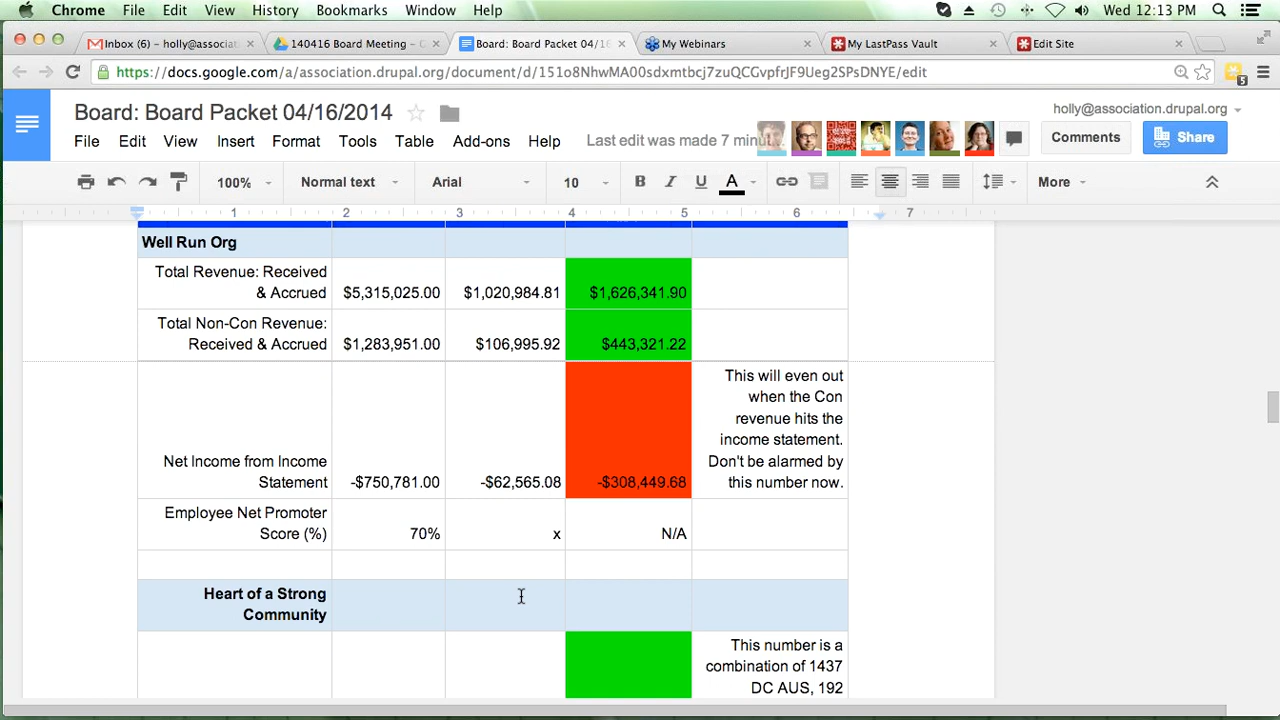 Chrome File Edit View History Bookmarks Window Help Wed 12:13 PM
Inbox (6) - holly@associat 140416 Board Meeting - Board: Board Packet 04/16 My Webinars My LastPass Vault Edit Site
https://docs.google.com/a/association.drupal.org/document/d/151o8NhwMA00sdxmtbcj7zuQCGvpfrJF9Ueg2SPsDNYE/edit
5
Board: Board Packet 04/16/2014
holly@association.drupal.org
File Edit View Insert Format Tools Table Add-ons Help Last edit was made 7 minut...
Comments Share
100% Normal text Arial 10 B I U A More
1 2 3 4 5 6 7
Well Run Org
Total Revenue: Received
& Accrued $5,315,025.00 $1,020,984.81 $1,626,341.90
Total Non-Con Revenue:
Received & Accrued $1,283,951.00 $106,995.92 $443,321.22
This will even out
when the Con
revenue hits the
income statement.
Net Income from Income Don't be alarmed by
Statement -$750,781.00 -$62,565.08 -$308,449.68 this number now.
Employee Net Promoter
Score (%) 70% x N/A
Heart of a Strong
Community
This number is a
combination of 1437
DC AUS, 192